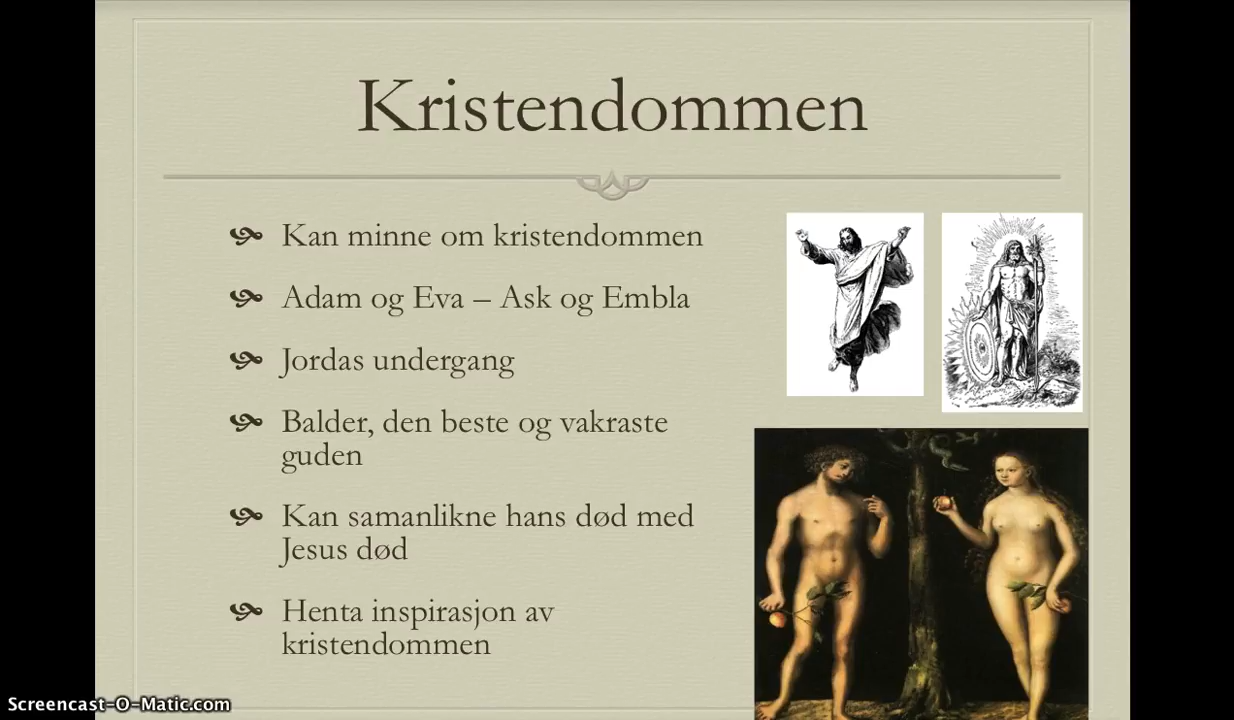 Kristendommen
Kan minne om kristendommen
Adam og Eva – Ask og Embla
Jordas undergang
Balder, den beste og vakraste
guden
Kan samanlikne hans død med
Jesus død
Henta inspirasjon av
kristendommen
Screencast-O-Matic.com